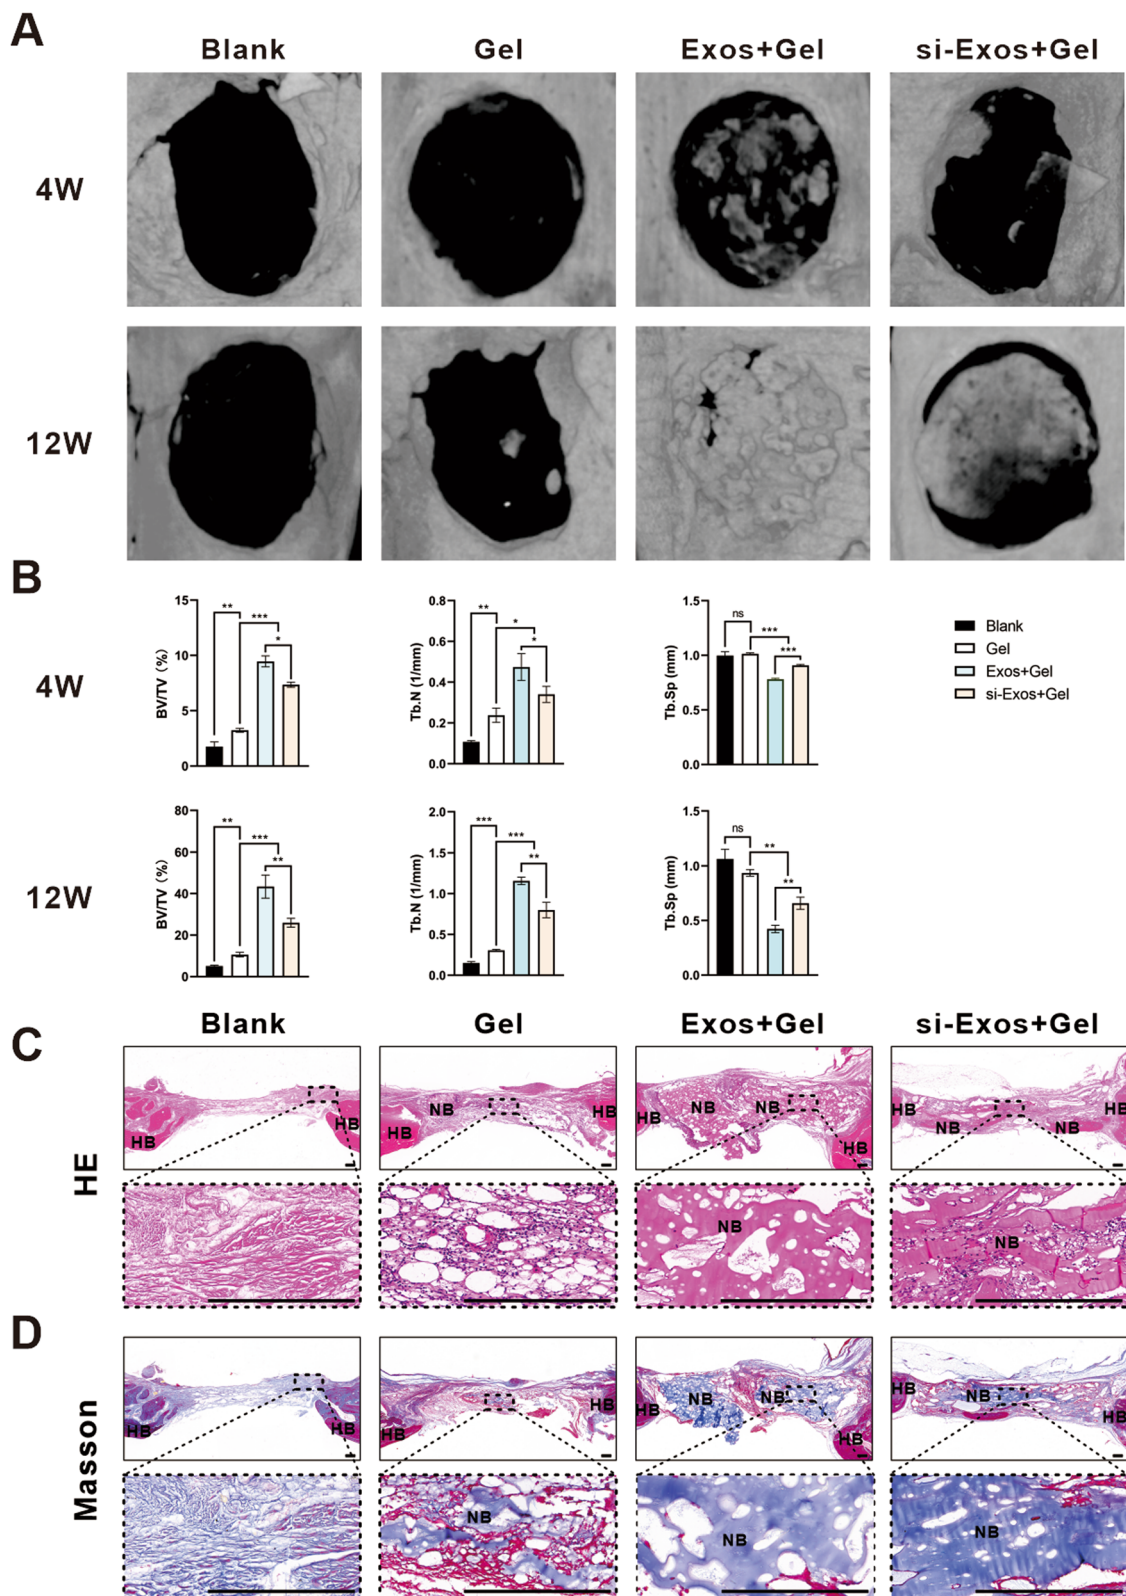 A
Blank Gel Exos+Gel si-Exos+Gel
4W
12W
B
4W
15
10
5
0
BV/TV (%)
** *** *
0.8
0.6
0.4
0.2
0.0
Tb.N (1/mm)
** * *
1.5
1.0
0.5
0.0
Tb.Sp (mm)
ns *** ***
Blank
Gel
Exos+Gel
si-Exos+Gel
12W
80
60
40
20
0
BV/TV (%)
** *** **
2.0
1.5
1.0
0.5
0.0
Tb.N (1/mm)
*** *** **
1.5
1.0
0.5
0.0
Tb.Sp (mm)
ns ** **
C
Blank Gel Exos+Gel si-Exos+Gel
HE
HB HB
HB NB HB
HB NB NB HB
HB NB NB HB
NB NB
D
Masson
HB HB
HB HB
HB NB NB HB
HB NB HB
NB NB NB